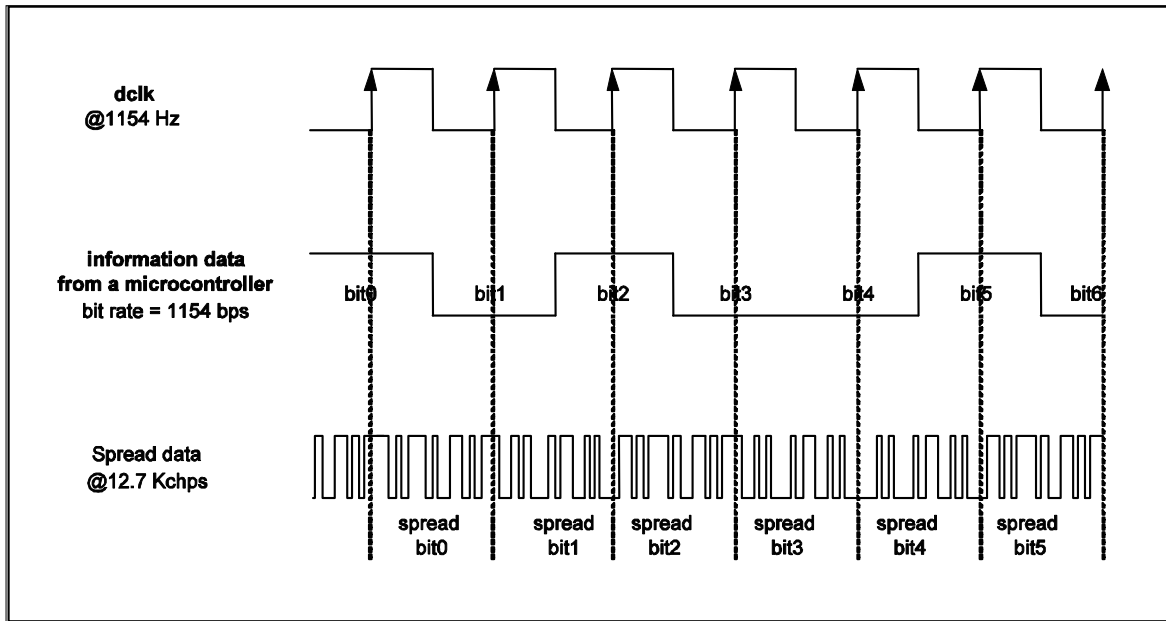 dclk
@1154 Hz
information data
from a microcontroller
bit rate = 1154 bps
bit0 bit1 bit2 bit3 bit4 bit5 bit6
Spread data
@12.7 Kchps
spread spread spread spread spread spread
bit0 bit1 bit2 bit3 bit4 bit5